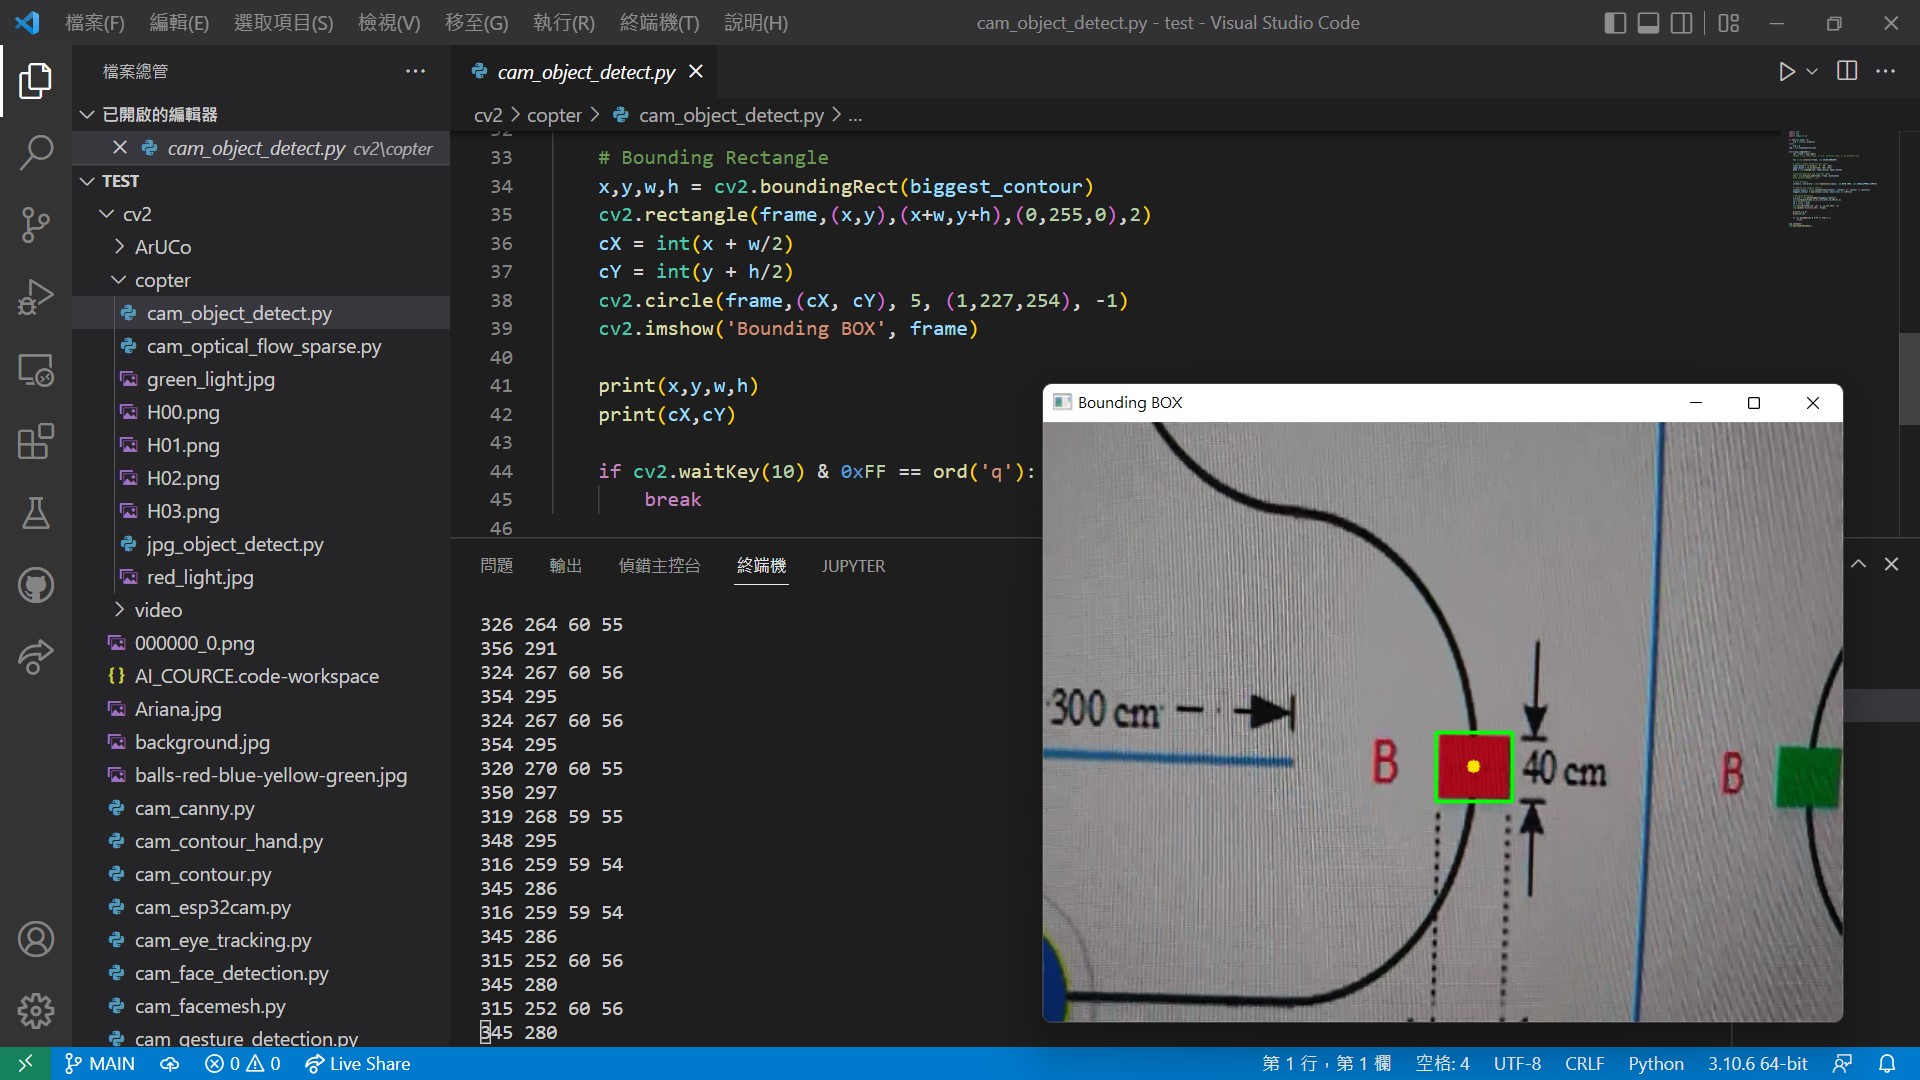 檔案(F) 編輯(E) 選取項目(S) 檢視(V) 移至(G) 執行(R) 終端機(T) 說明(H) cam_object_detect.py - test - Visual Studio Code
檔案總管
已開啟的編輯器
cam_object_detect.py cv2\copter
TEST
cv2
ArUCo
copter
cam_object_detect.py
cam_optical_flow_sparse.py
green_light.jpg
H00.png
H01.png
H02.png
H03.png
jpg_object_detect.py
red_light.jpg
video
000000_0.png
AI_COURCE.code-workspace
Ariana.jpg
background.jpg
balls-red-blue-yellow-green.jpg
cam_canny.py
cam_contour_hand.py
cam_contour.py
cam_esp32cam.py
cam_eye_tracking.py
cam_face_detection.py
cam_facemesh.py
cam_gesture_detection.py
cam_object_detect.py
cv2 > copter > cam_object_detect.py > ...
32
33 # Bounding Rectangle
34 x,y,w,h = cv2.boundingRect(biggest_contour)
35 cv2.rectangle(frame,(x,y),(x+w,y+h),(0,255,0),2)
36 cX = int(x + w/2)
37 cY = int(y + h/2)
38 cv2.circle(frame,(cX, cY), 5, (1,227,254), -1)
39 cv2.imshow('Bounding BOX', frame)
40
41 print(x,y,w,h)
42 print(cX,cY)
43
44 if cv2.waitKey(10) & 0xFF == ord('q'):
45 break
46
問題 輸出 偵錯主控台 終端機 JUPYTER
326 264 60 55
356 291
324 267 60 56
354 295
324 267 60 56
354 295
320 270 60 55
350 297
319 268 59 55
348 295
316 259 59 54
345 286
316 259 59 54
345 286
315 252 60 56
345 280
315 252 60 56
345 280
Bounding BOX
300 cm
B
40 cm
B
MAIN 0 0 Live Share 第 1 行，第 1 欄 空格: 4 UTF-8 CRLF Python 3.10.6 64-bit